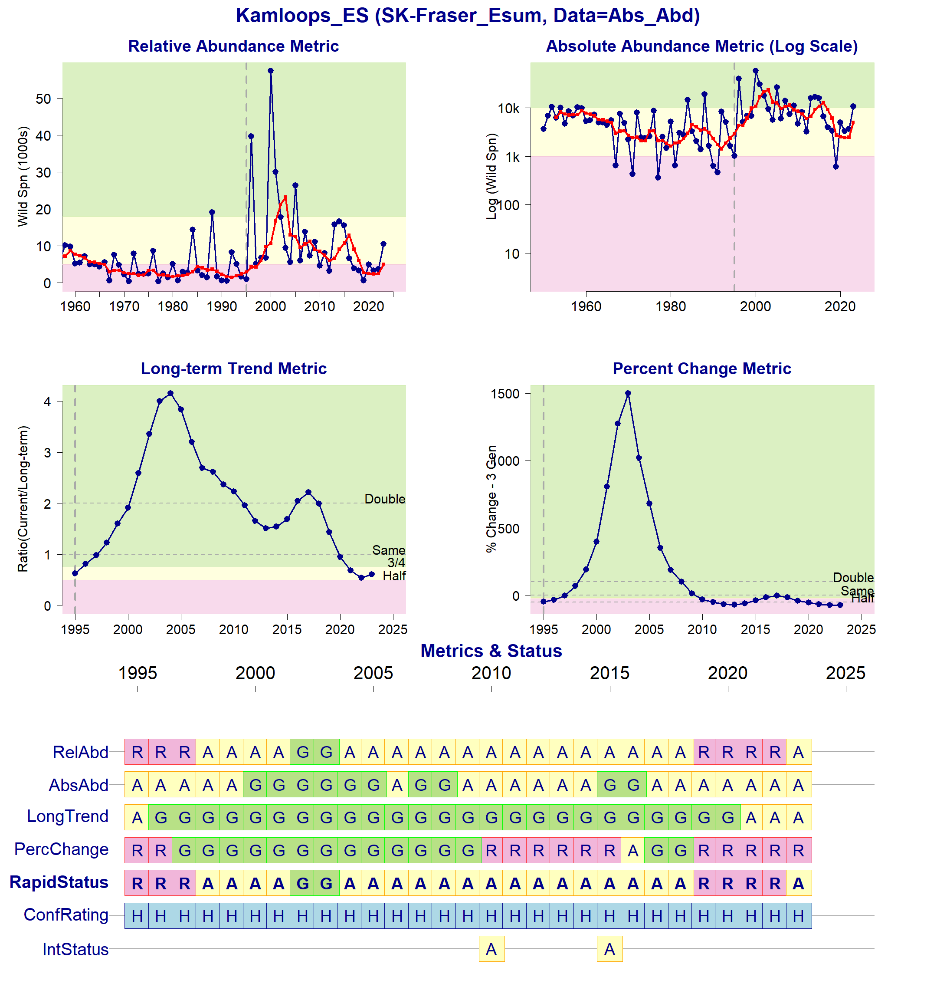 Kamloops_ES (SK-Fraser_Esum, Data=Abs_Abd)
Relative Abundance Metric
Wild Spn (1000s)
50
40
30
20
10
0
1960 1970 1980 1990 2000 2010 2020
Absolute Abundance Metric (Log Scale)
Log (Wild Spn)
10k
1k
100
10
1960 1980 2000 2020
Long-term Trend Metric
Ratio(Current/Long-term)
4
3
2
1
0
Double
Same
3/4
Half
1995 2000 2005 2010 2015 2020 2025
Percent Change Metric
% Change - 3 Gen
1500
1000
500
0
Double
Same
Half
1995 2000 2005 2010 2015 2020 2025
Metrics & Status
1995 2000 2005 2010 2015 2020 2025
RelAbd R R R A A A A G G A A A A A A A A A A A A A A A R R R R A
AbsAbd A A A A A G G G G G G A G G A A A A A A G G A A A A A A A
LongTrend A G G G G G G G G G G G G G G G G G G G G G G G G G A A A
PercChange R R G G G G G G G G G G G G G R R R R R R A G G R R R R R
RapidStatus R R R A A A A G G A A A A A A A A A A A A A A A R R R R A
ConfRating H H H H H H H H H H H H H H H H H H H H H H H H H H H H H
IntStatus A A